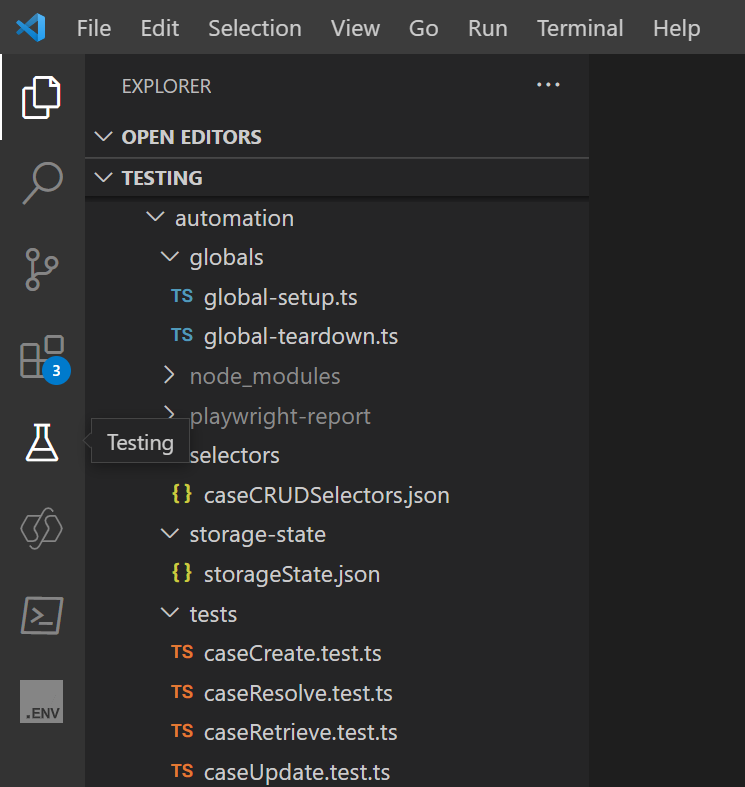 File Edit Selection View Go Run Terminal Help
EXPLORER ...
OPEN EDITORS
TESTING
automation
globals
TS global-setup.ts
TS global-teardown.ts
3
node_modules
playwright-report
Testing
selectors
{} caseCRUDSelectors.json
storage-state
{} storageState.json
tests
TS caseCreate.test.ts
TS caseResolve.test.ts
.ENV
TS caseRetrieve.test.ts
TS caseUpdate.test.ts